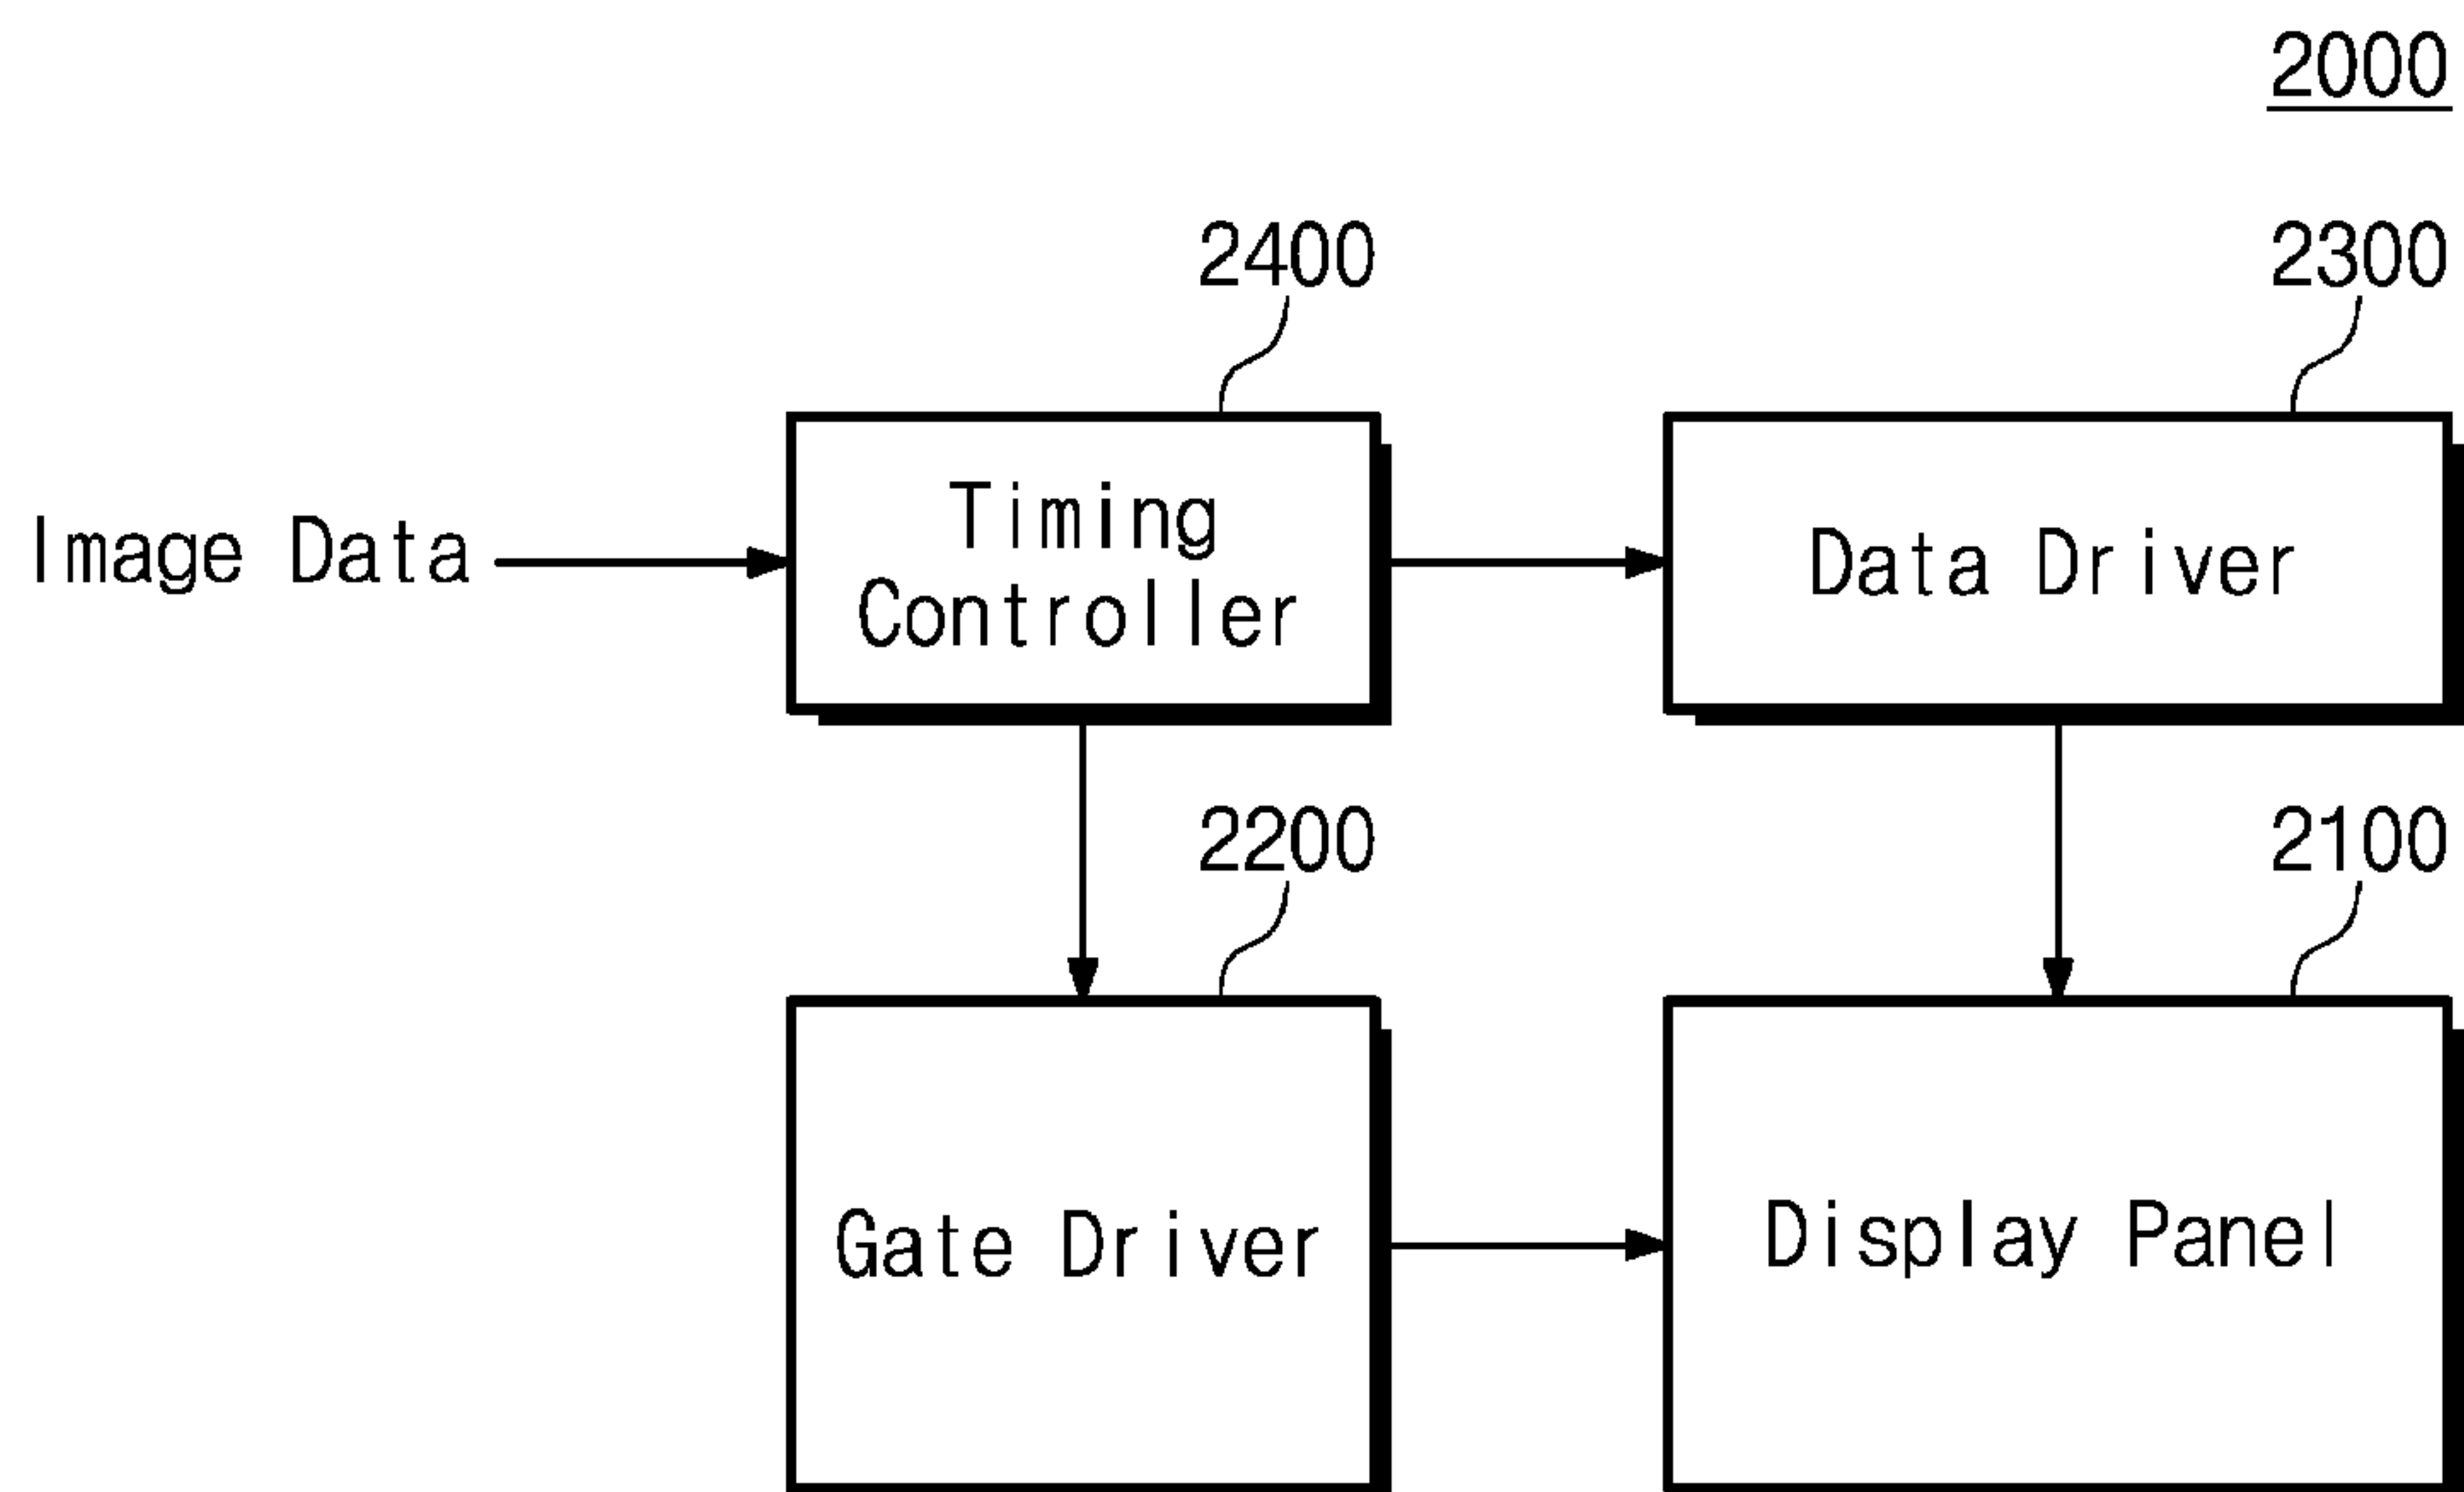 2000
2400
2300
Image Data
Timing
Controller
Data Driver
2200
2100
Gate Driver
Display Panel